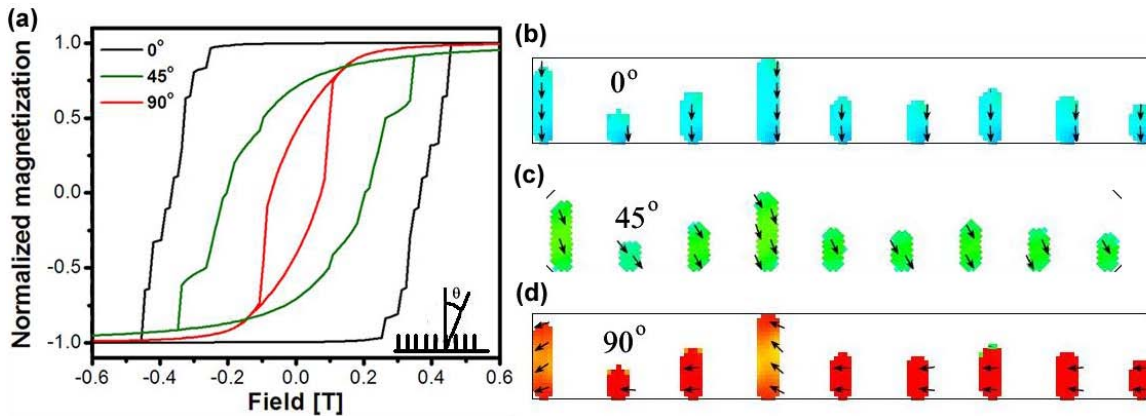 (a)
Normalized magnetization
1.0
0.5
0.0
-0.5
-1.0
0°
45°
90°
θ
-0.6 -0.4 -0.2 0.0 0.2 0.4 0.6
Field [T]
(b)
0°
(c)
45°
(d)
90°